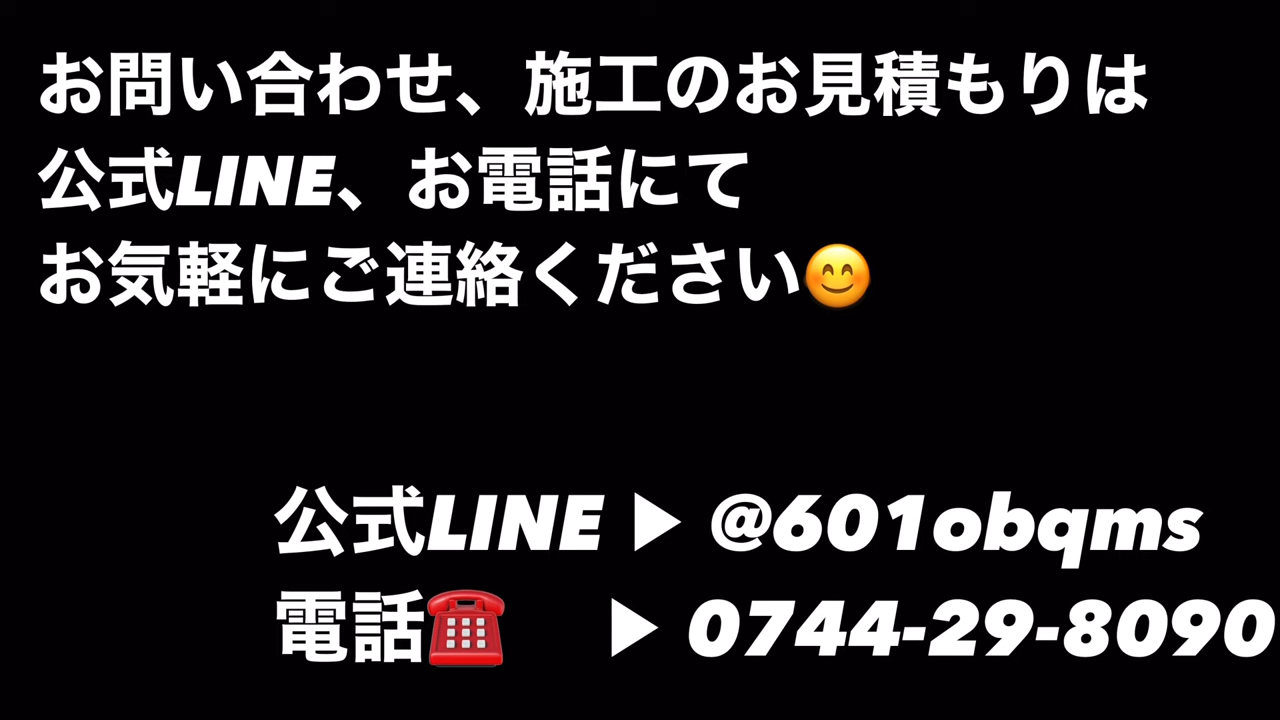 お問い合わせ、施工のお見積もりは
公式LINE、お電話にて
お気軽にご連絡ください😊
公式LINE ▶ @601obqms
電話☎️ ▶ 0744-29-8090